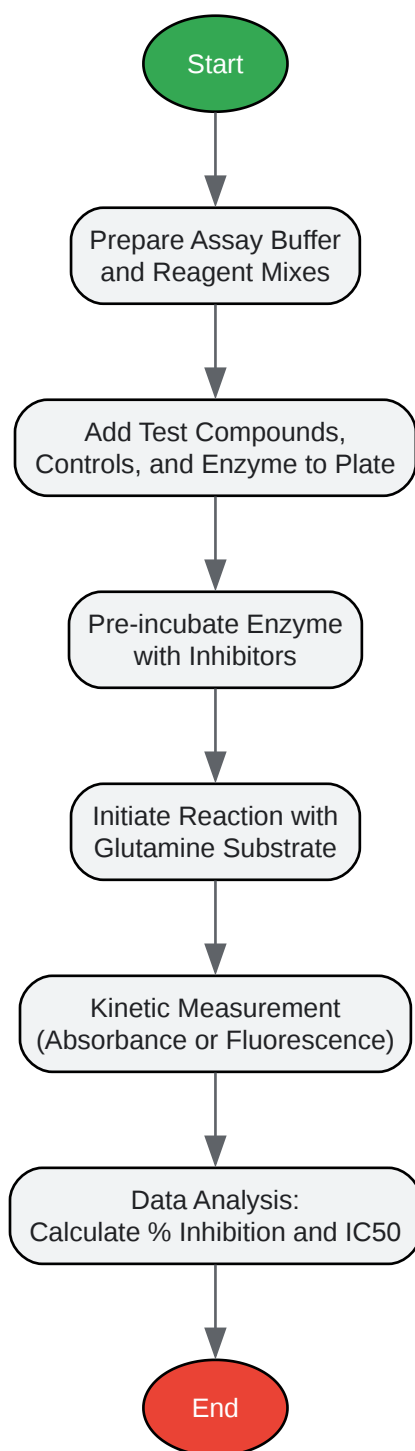 Start
Prepare Assay Buffer
and Reagent Mixes
Add Test Compounds,
Controls, and Enzyme to Plate
Pre-incubate Enzyme
with Inhibitors
Initiate Reaction with
Glutamine Substrate
Kinetic Measurement
(Absorbance or Fluorescence)
Data Analysis:
Calculate % Inhibition and IC50
End